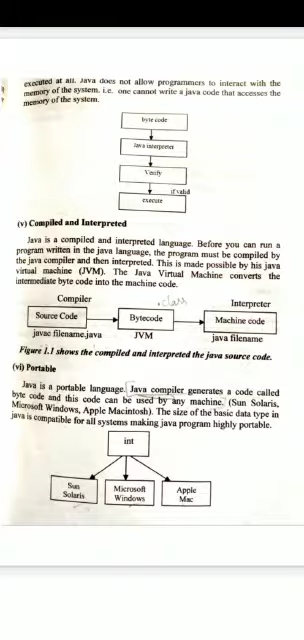 executed at all. Java does not allow programmers to interact with the
memory of the system. i.e. one cannot write a java code that accesses the
memory of the system.
byte code
Java interpreter
Verify
if valid
execute
(v) Compiled and Interpreted
Java is a compiled and interpreted language. Before you can run a
program written in the java language, the program must be compiled by
the java compiler and then interpreted. This is made possible by his java
virtual machine (JVM). The Java Virtual Machine converts the
intermediate byte code into the machine code.
Compiler .class Interpreter
Source Code Bytecode Machine code
javac filename.java JVM java filename
Figure 1.1 shows the compiled and interpreted the java source code.
(vi) Portable
Java is a portable language. Java compiler generates a code called
byte code and this code can be used by any machine. (Sun Solaris,
Microsoft Windows, Apple Macintosh). The size of the basic data type in
java is compatible for all systems making java program highly portable.
int
Sun Solaris
Microsoft Windows
Apple Mac